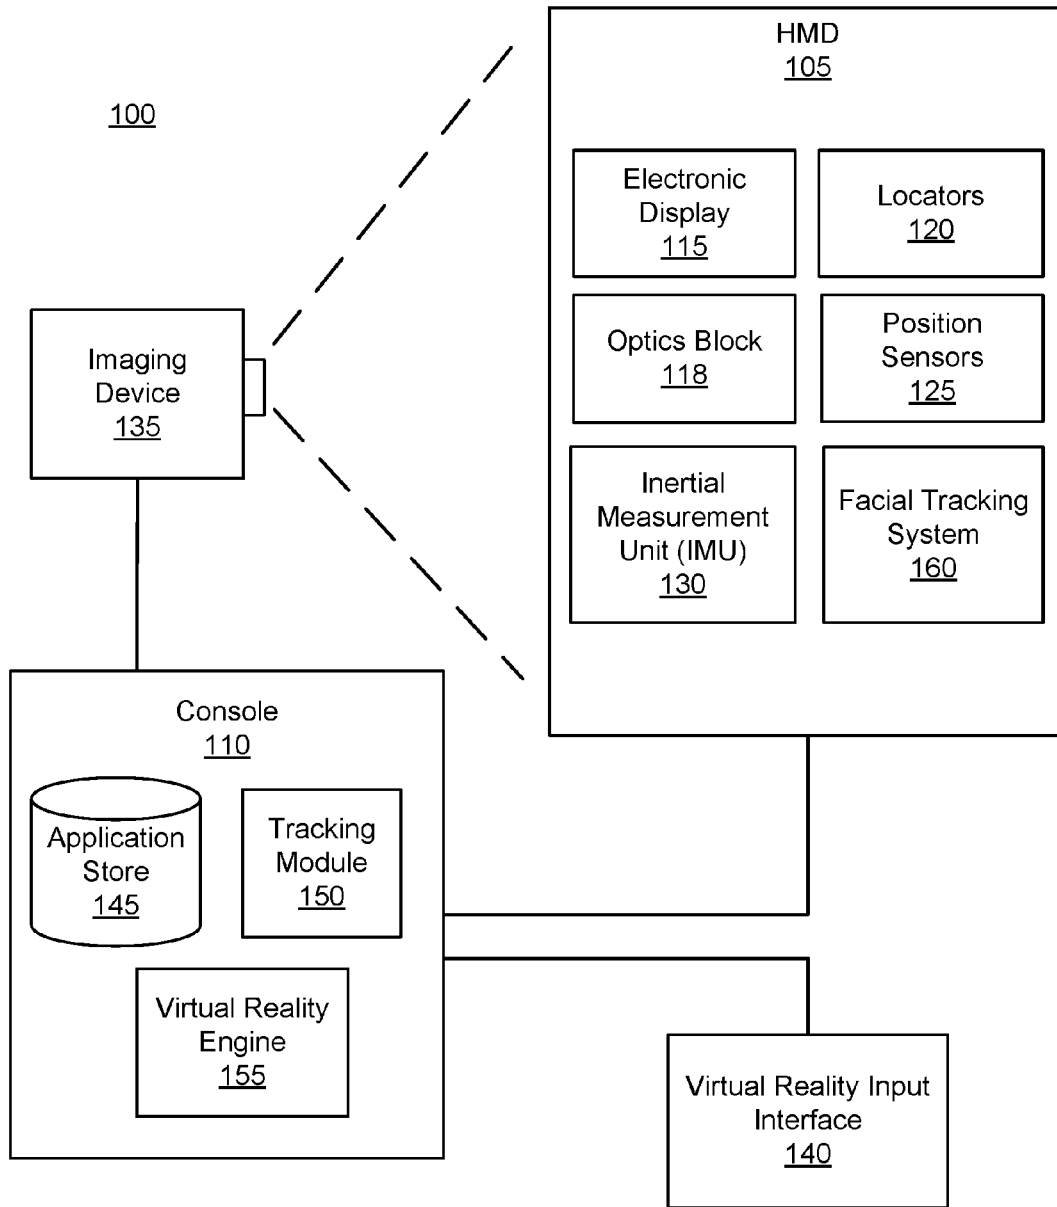 100
HMD
105
Electronic
Display
115
Locators
120
Optics Block
118
Position
Sensors
125
Inertial
Measurement
Unit (IMU)
130
Facial Tracking
System
160
Imaging
Device
135
Console
110
Application
Store
145
Tracking
Module
150
Virtual Reality
Engine
155
Virtual Reality Input
Interface
140